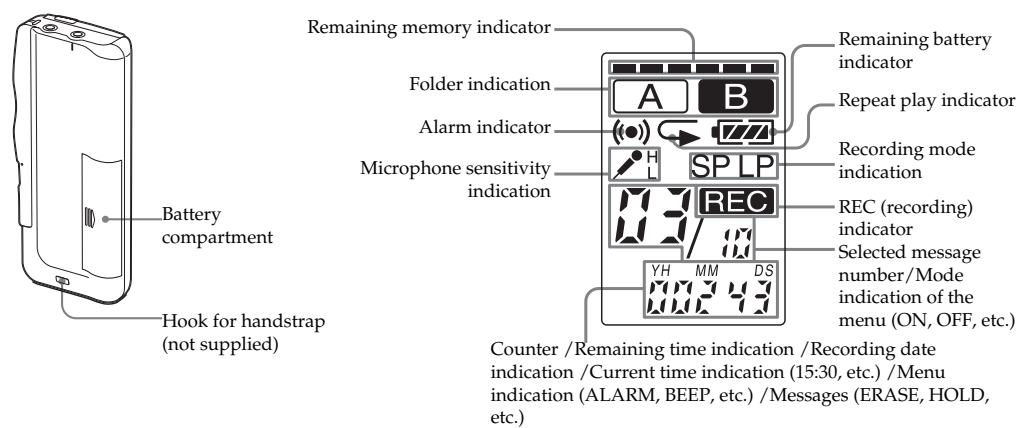 Battery
compartment
Hook for handstrap
(not supplied)
Remaining memory indicator
Folder indication
Alarm indicator
Microphone sensitivity
indication
A B
H
L
SP LP
03
REC
/10
YH MM DS
00243
Remaining battery
indicator
Repeat play indicator
Recording mode
indication
REC (recording)
indicator
Selected message
number/Mode
indication of the
menu (ON, OFF, etc.)
Counter /Remaining time indication /Recording date
indication /Current time indication (15:30, etc.) /Menu
indication (ALARM, BEEP, etc.) /Messages (ERASE, HOLD,
etc.)